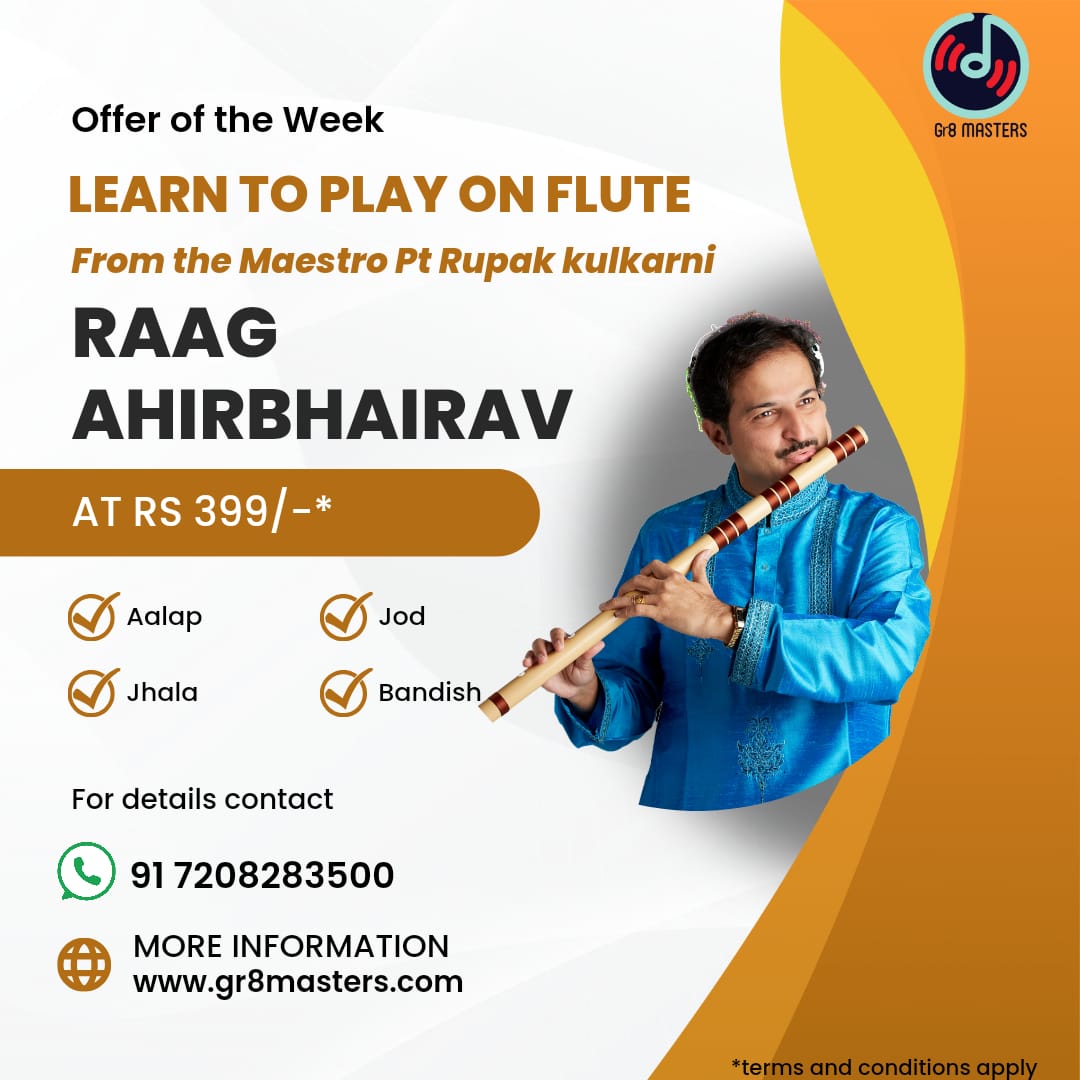 Gr8 MASTERS
Offer of the Week
LEARN TO PLAY ON FLUTE
From the Maestro Pt Rupak kulkarni
RAAG
AHIRBHAIRAV
AT RS 399/-*
Aalap
Jod
Jhala
Bandish
For details contact
91 7208283500
MORE INFORMATION
www.gr8masters.com
*terms and conditions apply